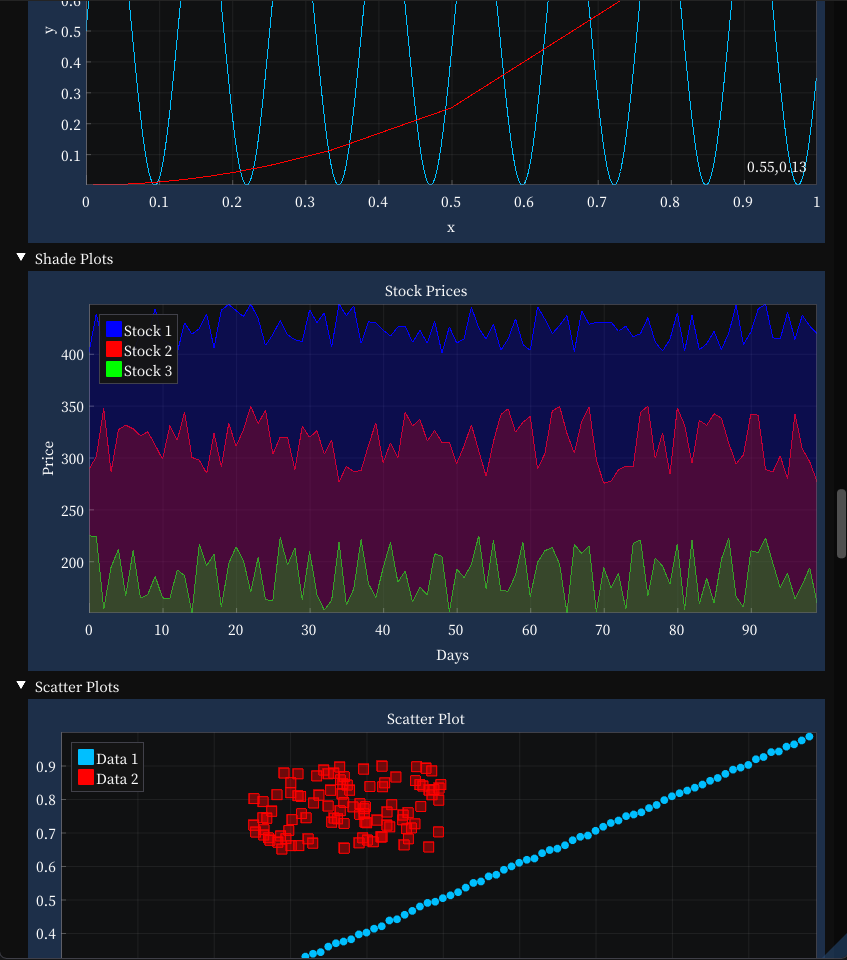 0.6
y
0.5
0.4
0.3
0.2
0.1
0.55,0.13
0 0.1 0.2 0.3 0.4 0.5 0.6 0.7 0.8 0.9 1
x
Shade Plots
Stock Prices
Stock 1
Stock 2
Stock 3
400
350
300
250
200
Price
0 10 20 30 40 50 60 70 80 90
Days
Scatter Plots
Scatter Plot
Data 1
Data 2
0.9
0.8
0.7
0.6
0.5
0.4